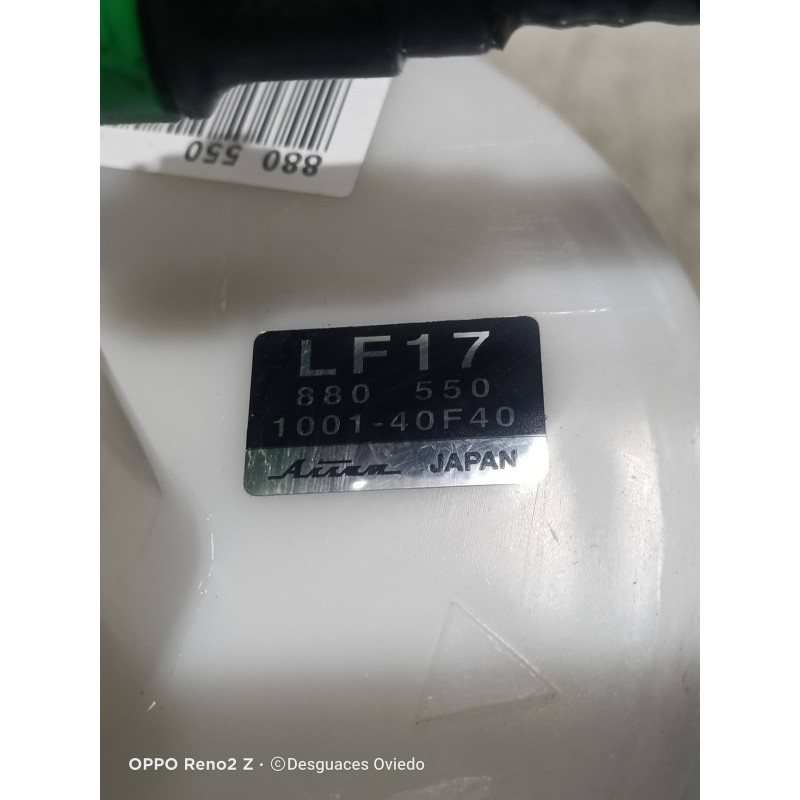 880 550
LF17
880 550
1001-40F40
Aisan JAPAN
OPPO Reno2 Z · ©Desguaces Oviedo